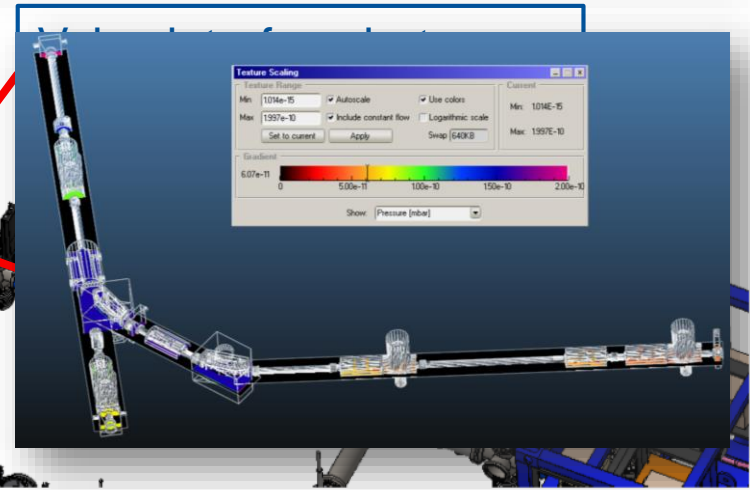 Texture Scaling
Texture Range
Min 1.014e-15 Autoscale Use colors
Max 1.997e-10 Include constant flow Logarithmic scale
Set to current Apply Swap 640KB
Current
Min: 1.014E-15
Max: 1.997E-10
Gradient
6.07e-11
0 5.00e-11 1.00e-10 1.50e-10 2.00e-10
Show: Pressure [mbar]